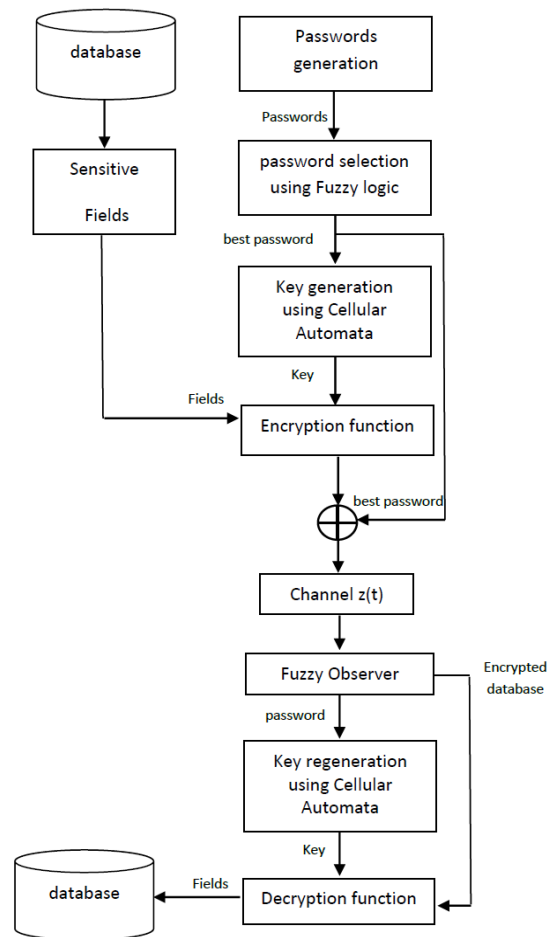 database
Passwords
generation
Passwords
Sensitive
Fields
password selection
using Fuzzy logic
best password
Key generation
using Cellular
Automata
Key
Fields
Encryption function
best password
Channel z(t)
Fuzzy Observer
Encrypted
database
password
Key regeneration
using Cellular
Automata
Key
Fields
database
Decryption function